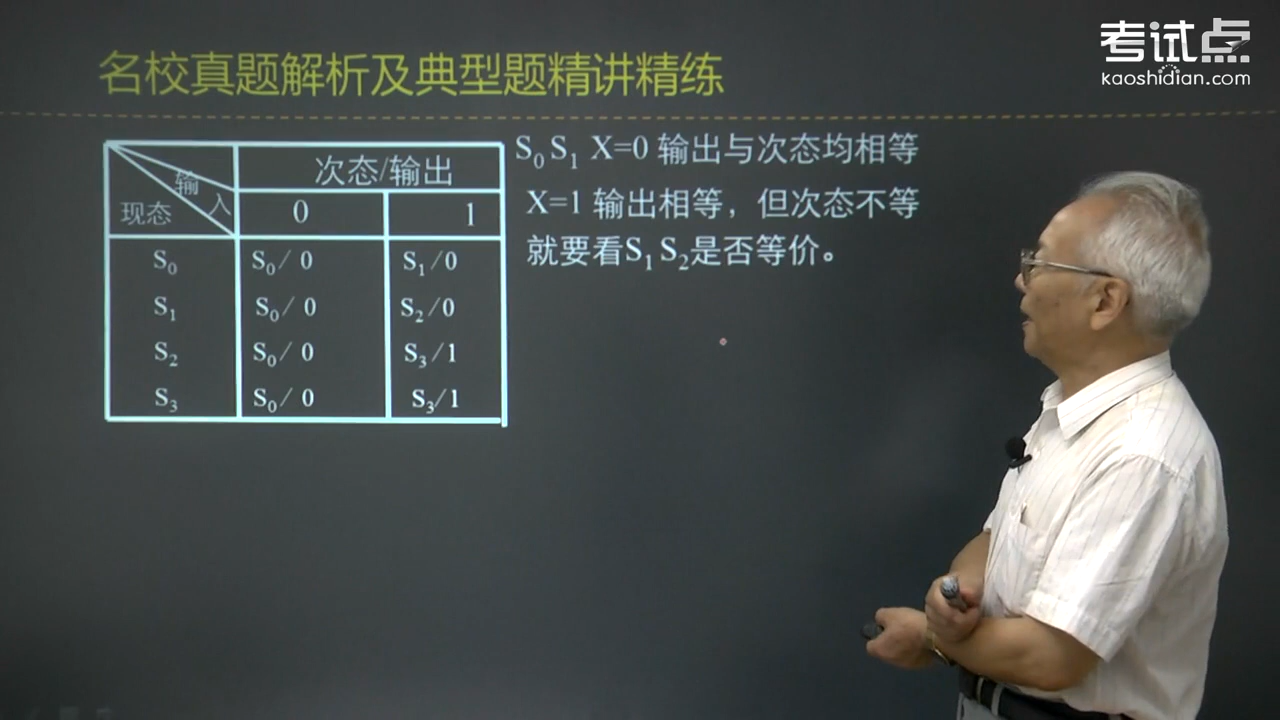 考试点
kaoshidian.com
名校真题解析及典型题精讲精练
输入
现态
次态/输出
0 1
S₀ S₀/ 0 S₁/0
S₁ S₀/ 0 S₂/0
S₂ S₀/ 0 S₃/1
S₃ S₀/ 0 S₃/1
S₀ S₁ X=0 输出与次态均相等
X=1 输出相等，但次态不等
就要看S₁ S₂是否等价。